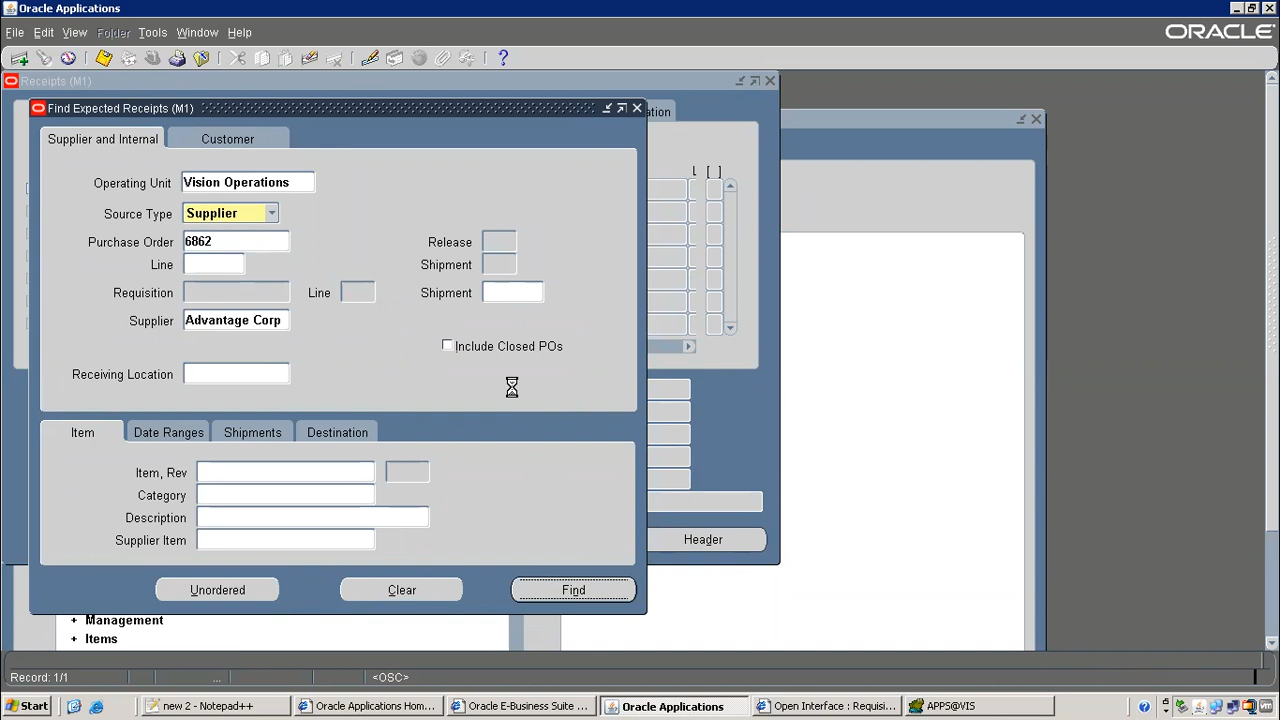 Oracle Applications
File Edit View Folder Tools Window Help
ORACLE
Receipts (M1)
Find Expected Receipts (M1)
Supplier and Internal Customer
L [ ]
Operating Unit Vision Operations
Source Type Supplier
Purchase Order 6862 Release
Line Shipment
Requisition Line Shipment
Supplier Advantage Corp
Include Closed POs
Receiving Location
Item Date Ranges Shipments Destination
Item, Rev
Category
Description
Supplier Item
Header
Unordered Clear Find
+ Management
+ Items
Record: 1/1 ... <OSC>
Start new 2 - Notepad++ Oracle Applications Hom... Oracle E-Business Suite ... Oracle Applications Open Interface : Requisi... APPS@VIS